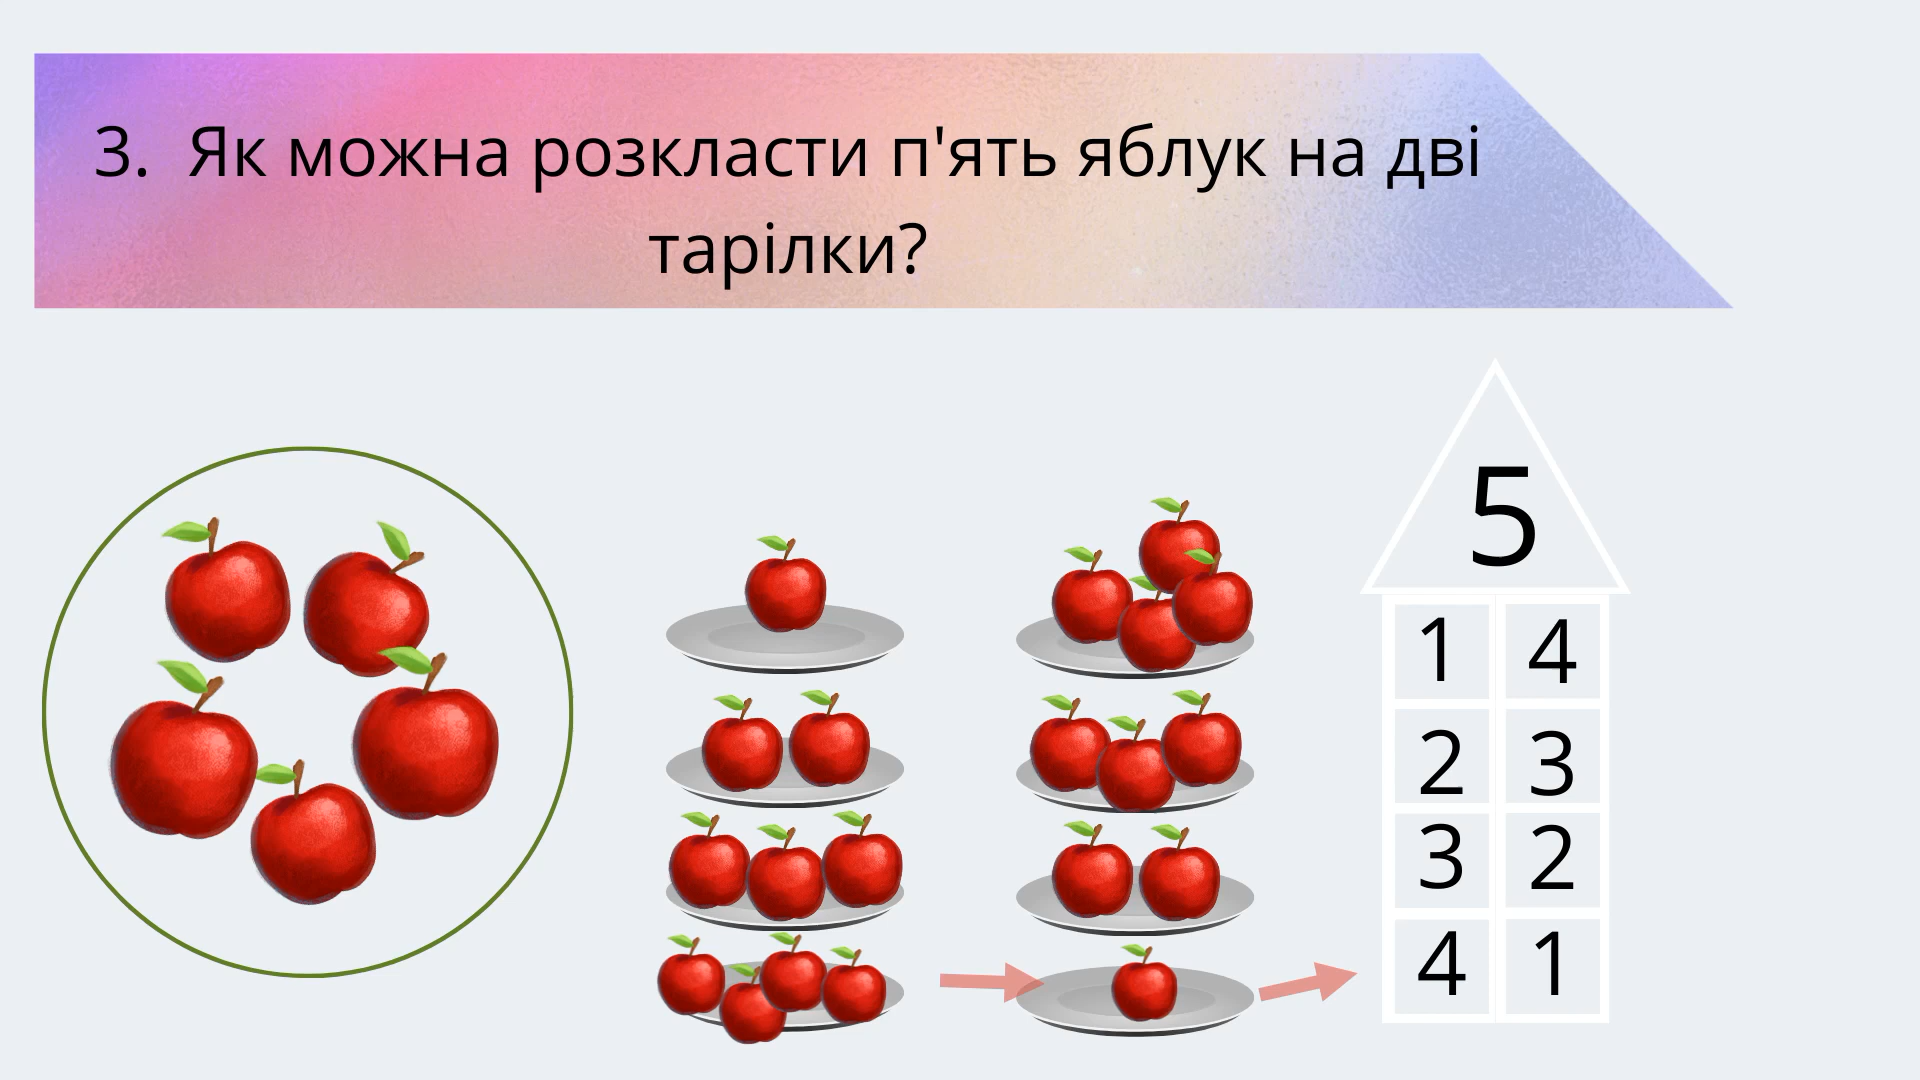 3. Як можна розкласти п'ять яблук на дві
тарілки?
5
1 4
2 3
3 2
4 1